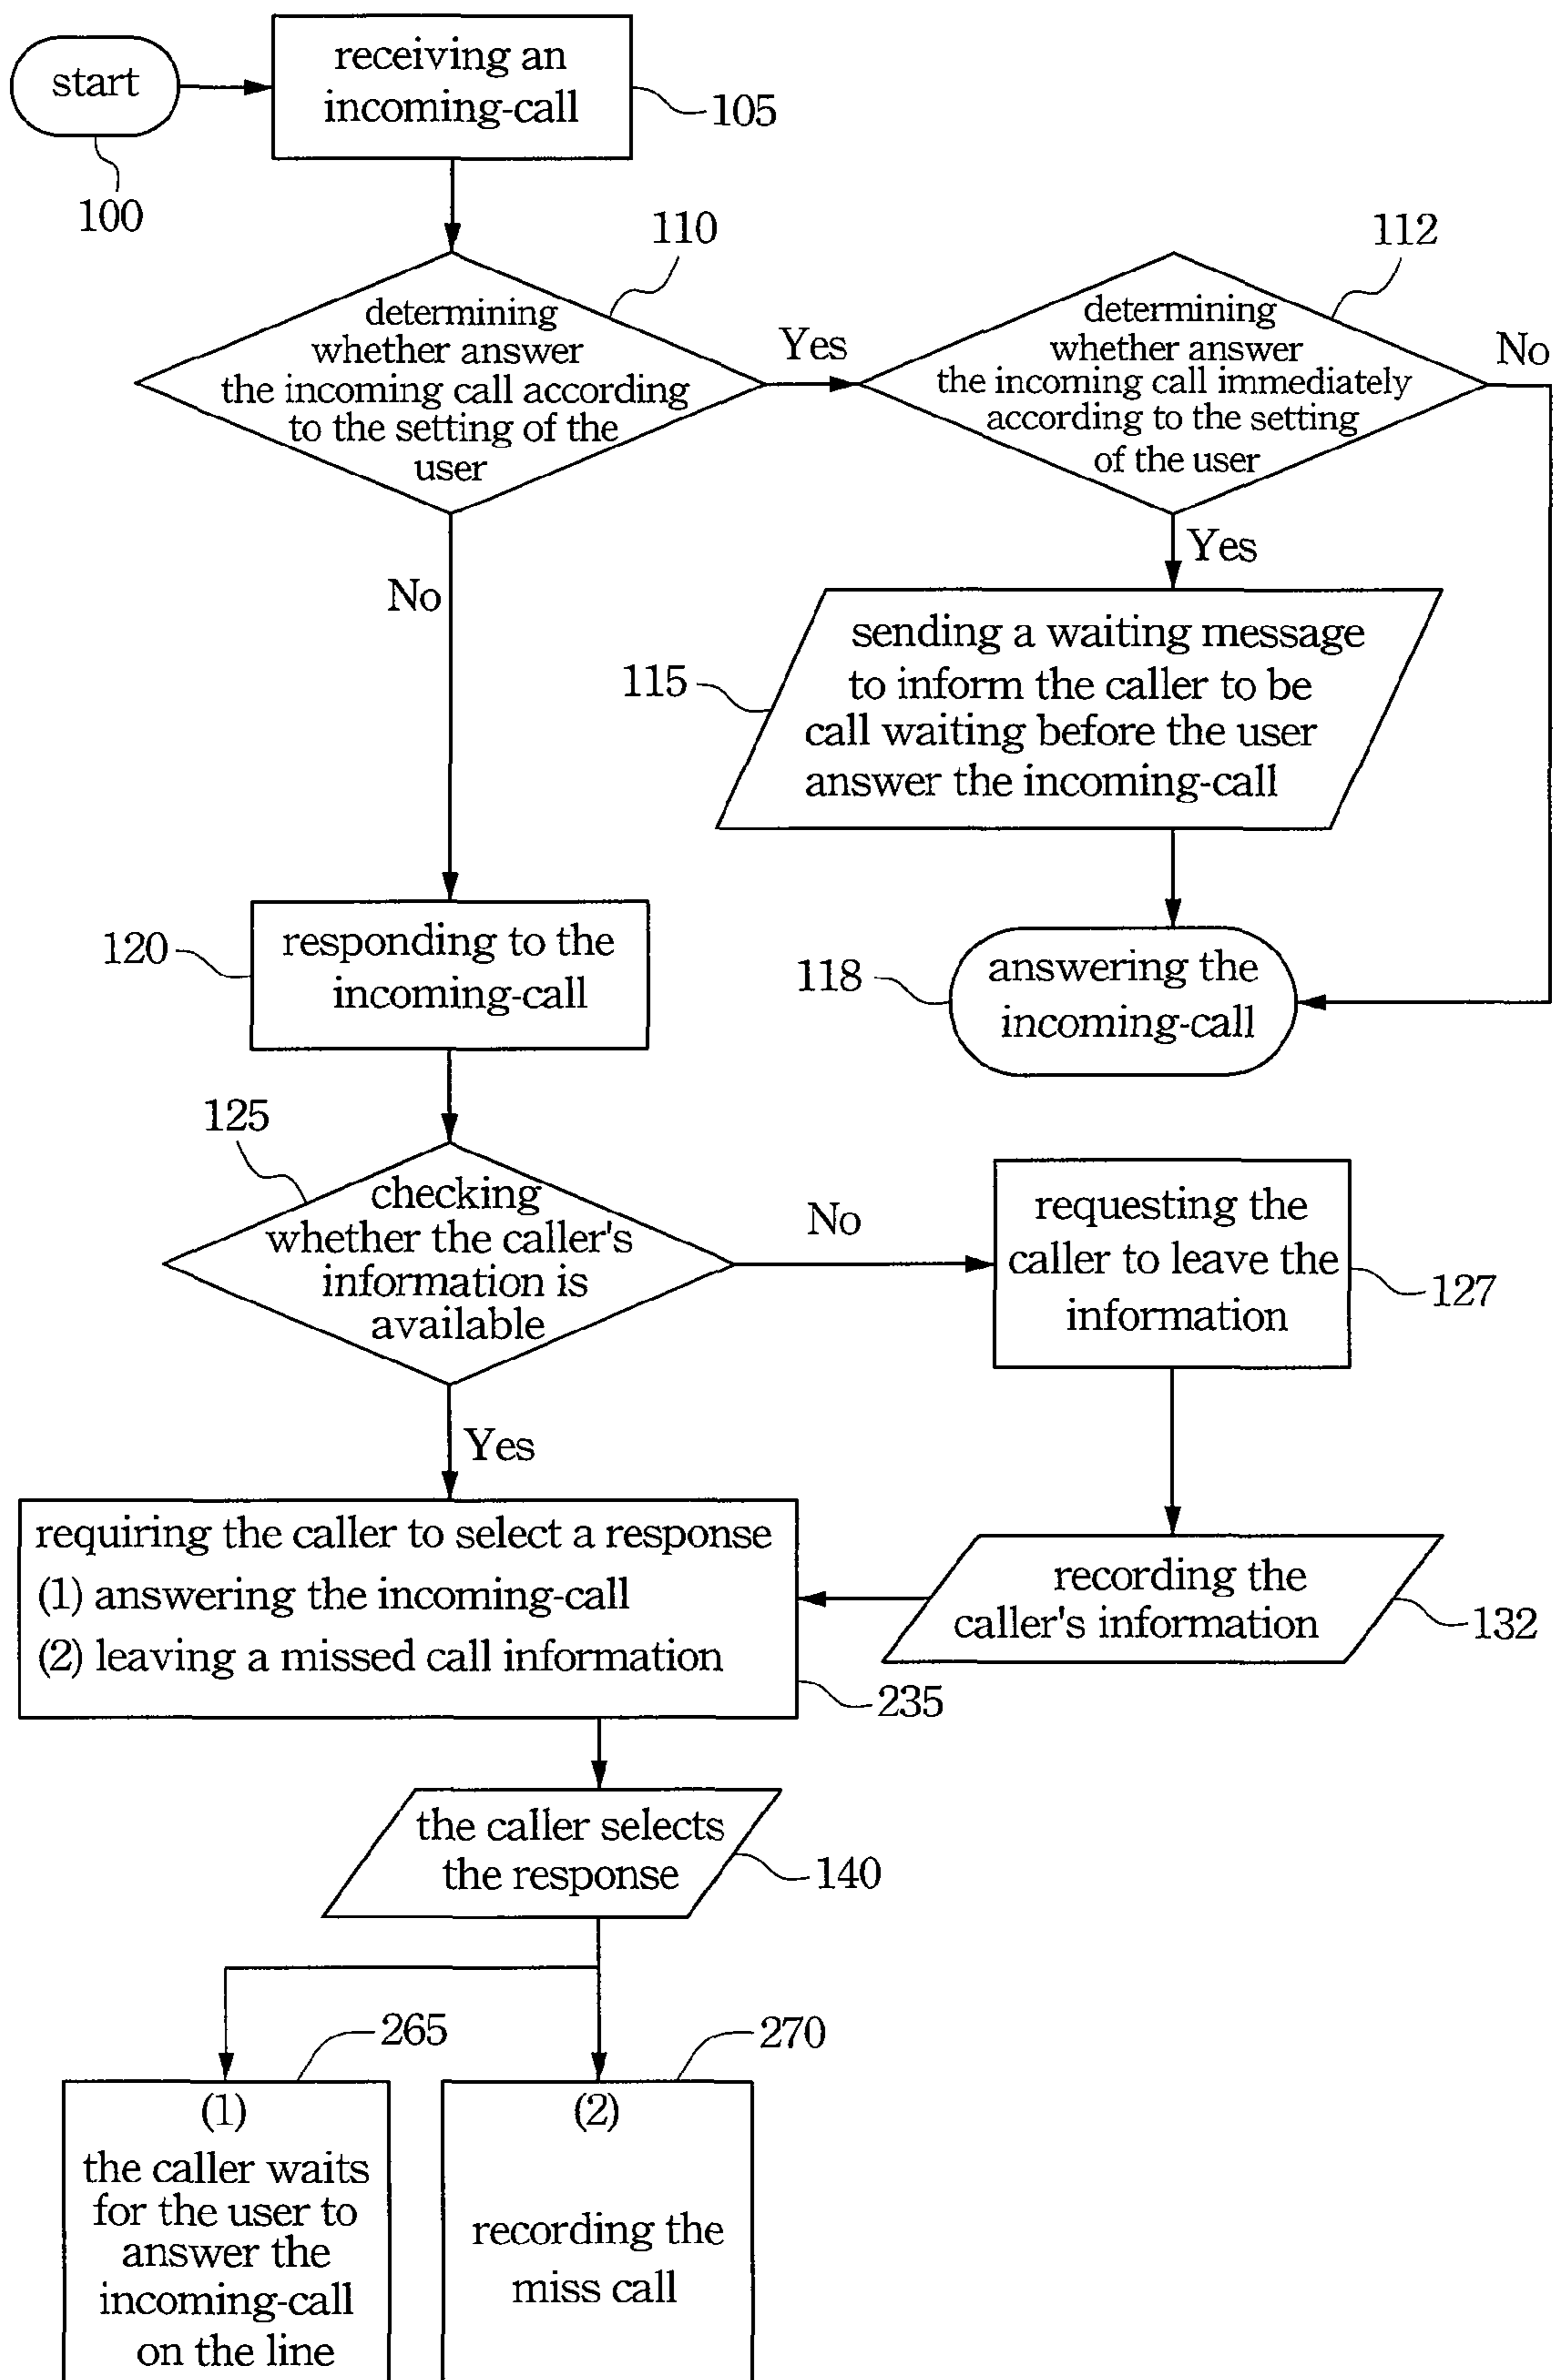 start
receiving an
incoming-call
105
100
110
112
determining
whether answer
the incoming call according
to the setting of the
user
Yes
determining
whether answer
the incoming call immediately
according to the setting
of the user
No
Yes
No
sending a waiting message
to inform the caller to be
call waiting before the user
answer the incoming-call
115
120
responding to the
incoming-call
118
answering the
incoming-call
125
checking
whether the caller's
information is
available
No
requesting the
caller to leave the
information
127
Yes
requiring the caller to select a response
(1) answering the incoming-call
(2) leaving a missed call information
235
recording the
caller's information
132
the caller selects
the response
140
265
270
(1)
the caller waits
for the user to
answer the
incoming-call
on the line
(2)
recording the
miss call